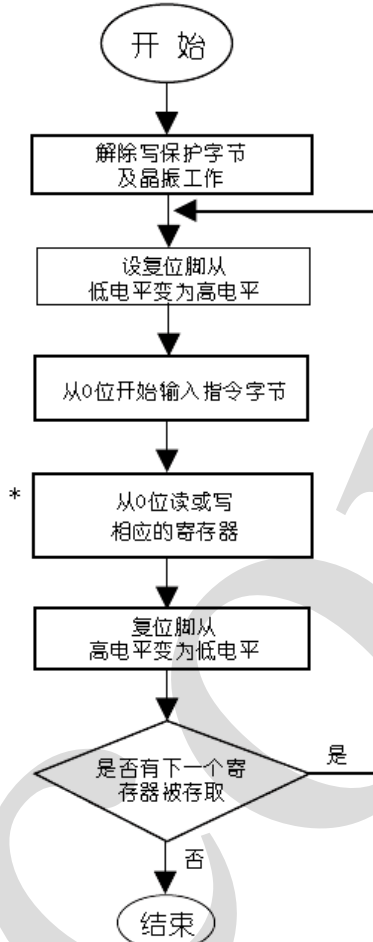 开 始
解除写保护字节
及晶振工作
设复位脚从
低电平变为高电平
从0位开始输入指令字节
*
从0位读或写
相应的寄存器
复位脚从
高电平变为低电平
是否有下一个寄
存器被存取
是
否
结束